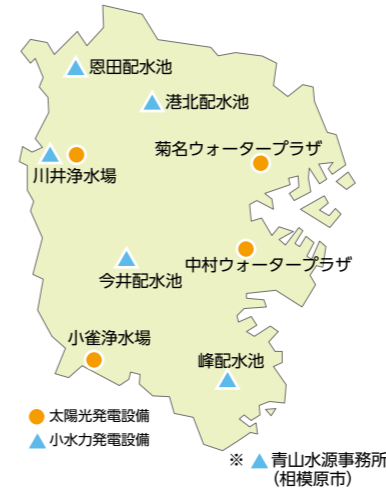 恩田配水池
港北配水池
菊名ウォータープラザ
川井浄水場
中村ウォータープラザ
今井配水池
小雀浄水場
峰配水池
太陽光発電設備
小水力発電設備
※ 青山水源事務所
(相模原市)